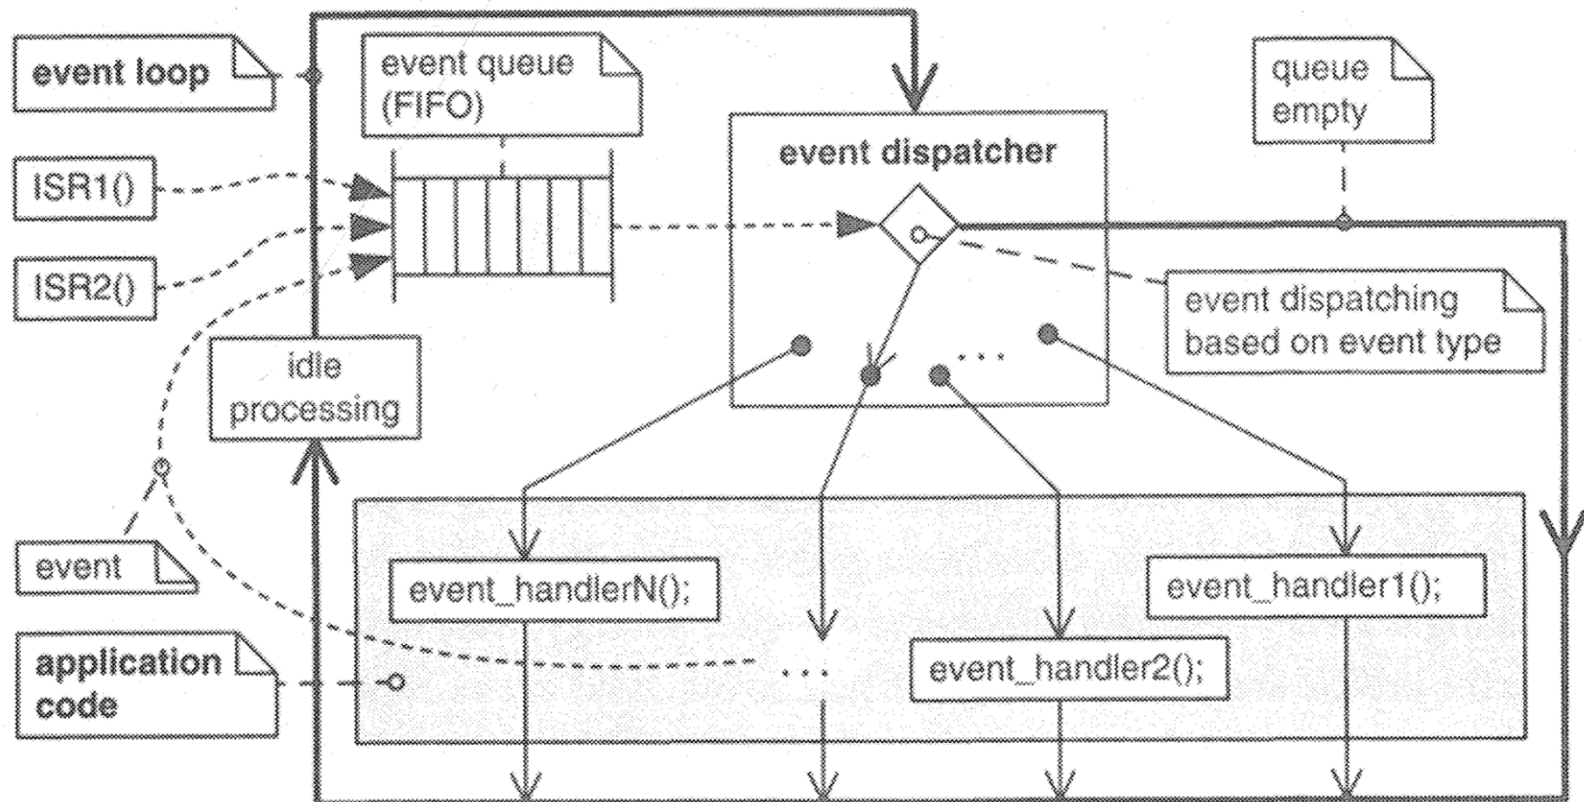 event loop
event queue
(FIFO)
queue
empty
event dispatcher
ISR1()
ISR2()
event dispatching
based on event type
...
idle
processing
event
event_handlerN();
event_handler1();
application
code
...
event_handler2();